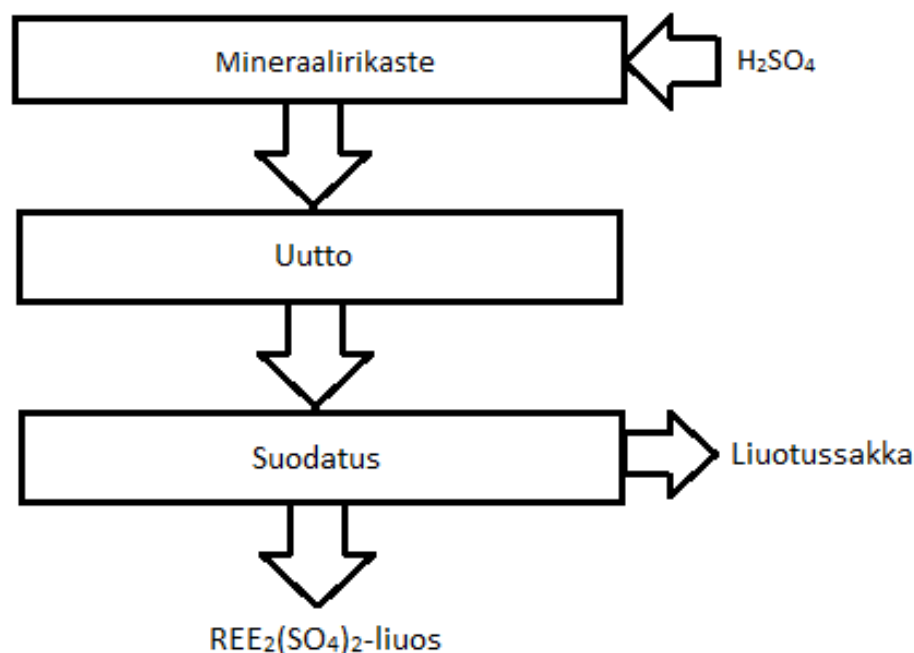 Mineraalirikaste
H₂SO₄
Uutto
Suodatus
Liuotussakka
REE₂(SO₄)₂-liuos